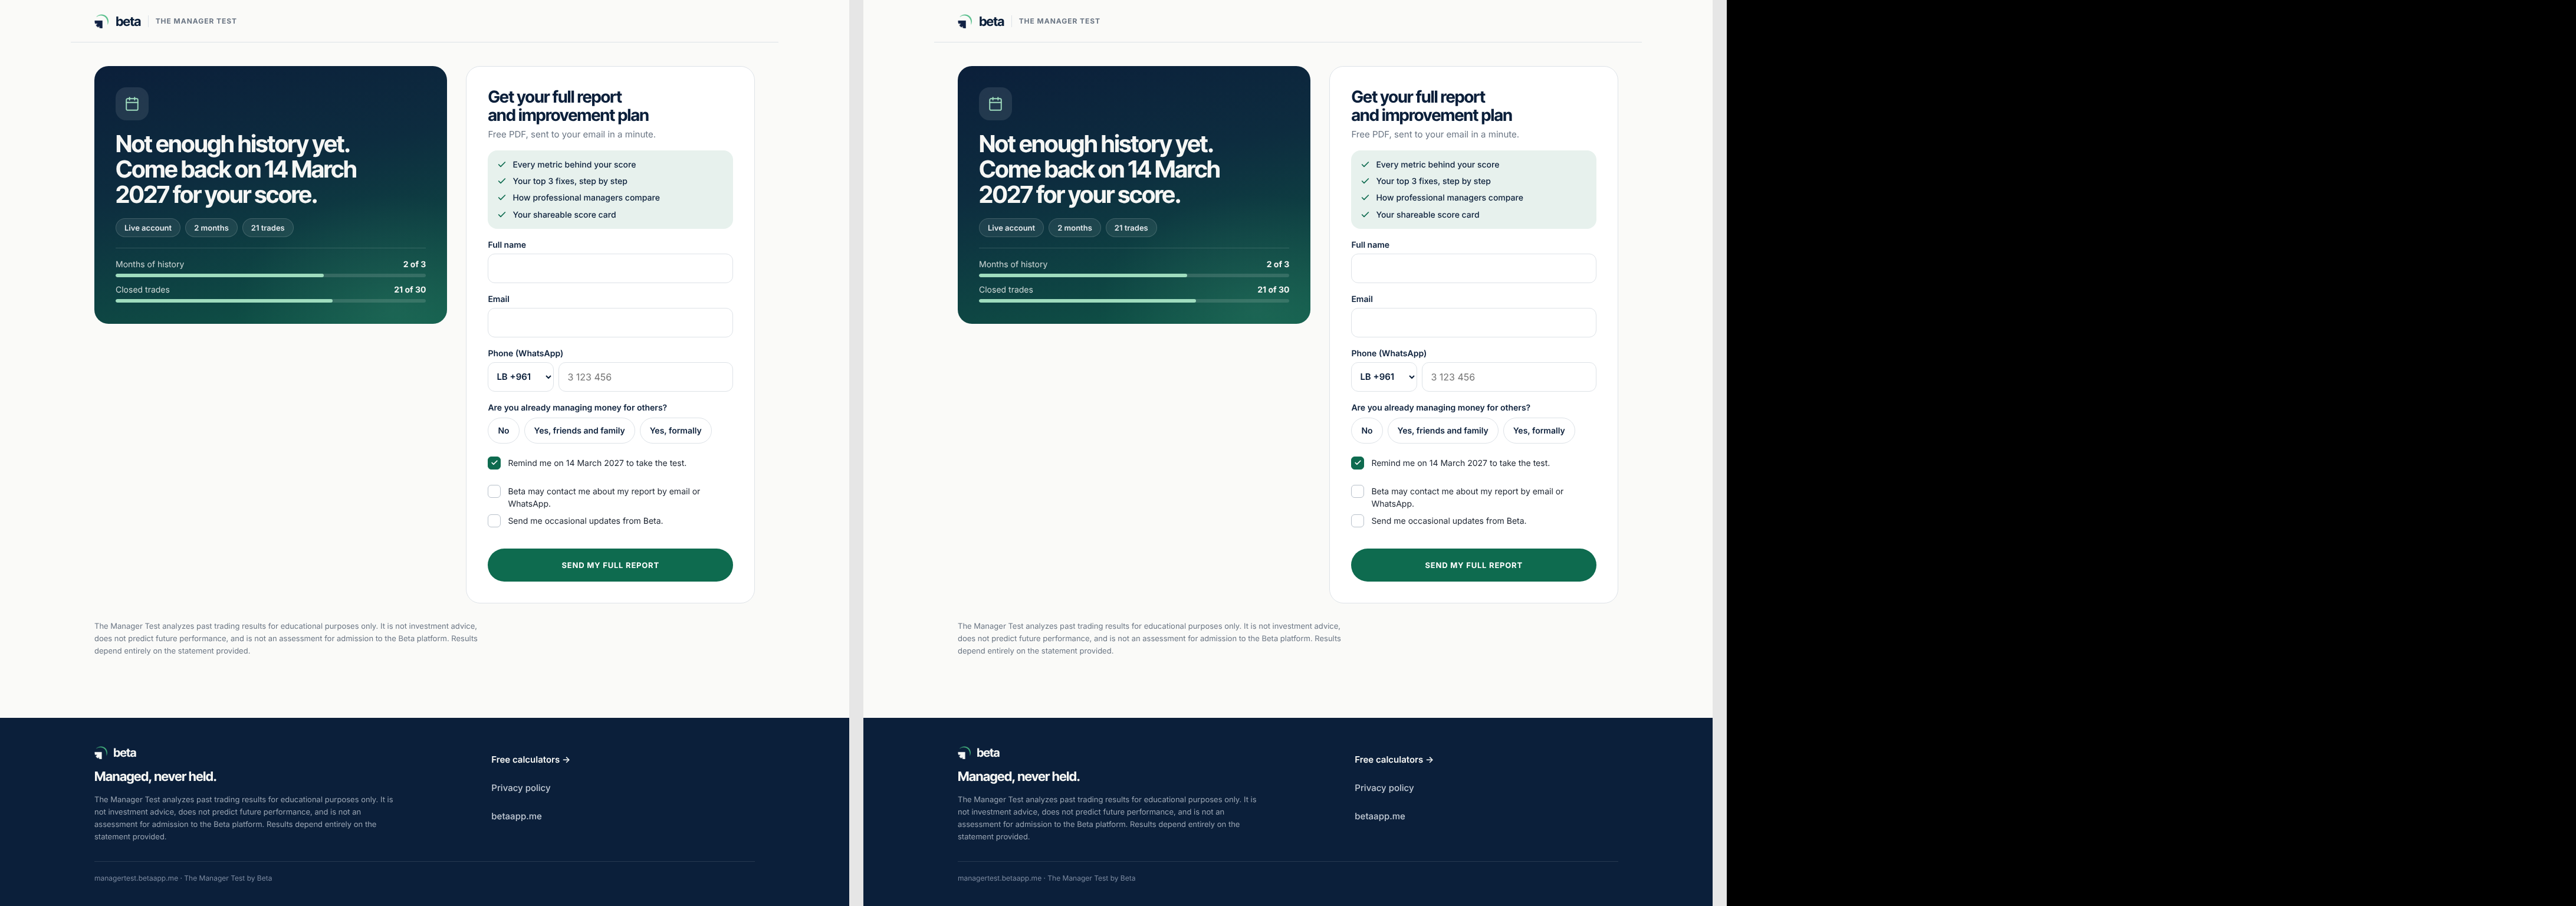 beta
THE MANAGER TEST
Not enough history yet.
Come back on 14 March
2027 for your score.
Live account
2 months
21 trades
Months of history
2 of 3
Closed trades
21 of 30
Get your full report
and improvement plan
Free PDF, sent to your email in a minute.
Every metric behind your score
Your top 3 fixes, step by step
How professional managers compare
Your shareable score card
Full name
Email
Phone (WhatsApp)
LB +961
3 123 456
Are you already managing money for others?
No
Yes, friends and family
Yes, formally
Remind me on 14 March 2027 to take the test.
Beta may contact me about my report by email or
WhatsApp.
Send me occasional updates from Beta.
SEND MY FULL REPORT
The Manager Test analyzes past trading results for educational purposes only. It is not investment advice,
does not predict future performance, and is not an assessment for admission to the Beta platform. Results
depend entirely on the statement provided.
beta
Managed, never held.
The Manager Test analyzes past trading results for educational purposes only. It is
not investment advice, does not predict future performance, and is not an
assessment for admission to the Beta platform. Results depend entirely on the
statement provided.
Free calculators →
Privacy policy
betaapp.me
managertest.betaapp.me · The Manager Test by Beta
beta
THE MANAGER TEST
Not enough history yet.
Come back on 14 March
2027 for your score.
Live account
2 months
21 trades
Months of history
2 of 3
Closed trades
21 of 30
Get your full report
and improvement plan
Free PDF, sent to your email in a minute.
Every metric behind your score
Your top 3 fixes, step by step
How professional managers compare
Your shareable score card
Full name
Email
Phone (WhatsApp)
LB +961
3 123 456
Are you already managing money for others?
No
Yes, friends and family
Yes, formally
Remind me on 14 March 2027 to take the test.
Beta may contact me about my report by email or
WhatsApp.
Send me occasional updates from Beta.
SEND MY FULL REPORT
The Manager Test analyzes past trading results for educational purposes only. It is not investment advice,
does not predict future performance, and is not an assessment for admission to the Beta platform. Results
depend entirely on the statement provided.
beta
Managed, never held.
The Manager Test analyzes past trading results for educational purposes only. It is
not investment advice, does not predict future performance, and is not an
assessment for admission to the Beta platform. Results depend entirely on the
statement provided.
Free calculators →
Privacy policy
betaapp.me
managertest.betaapp.me · The Manager Test by Beta